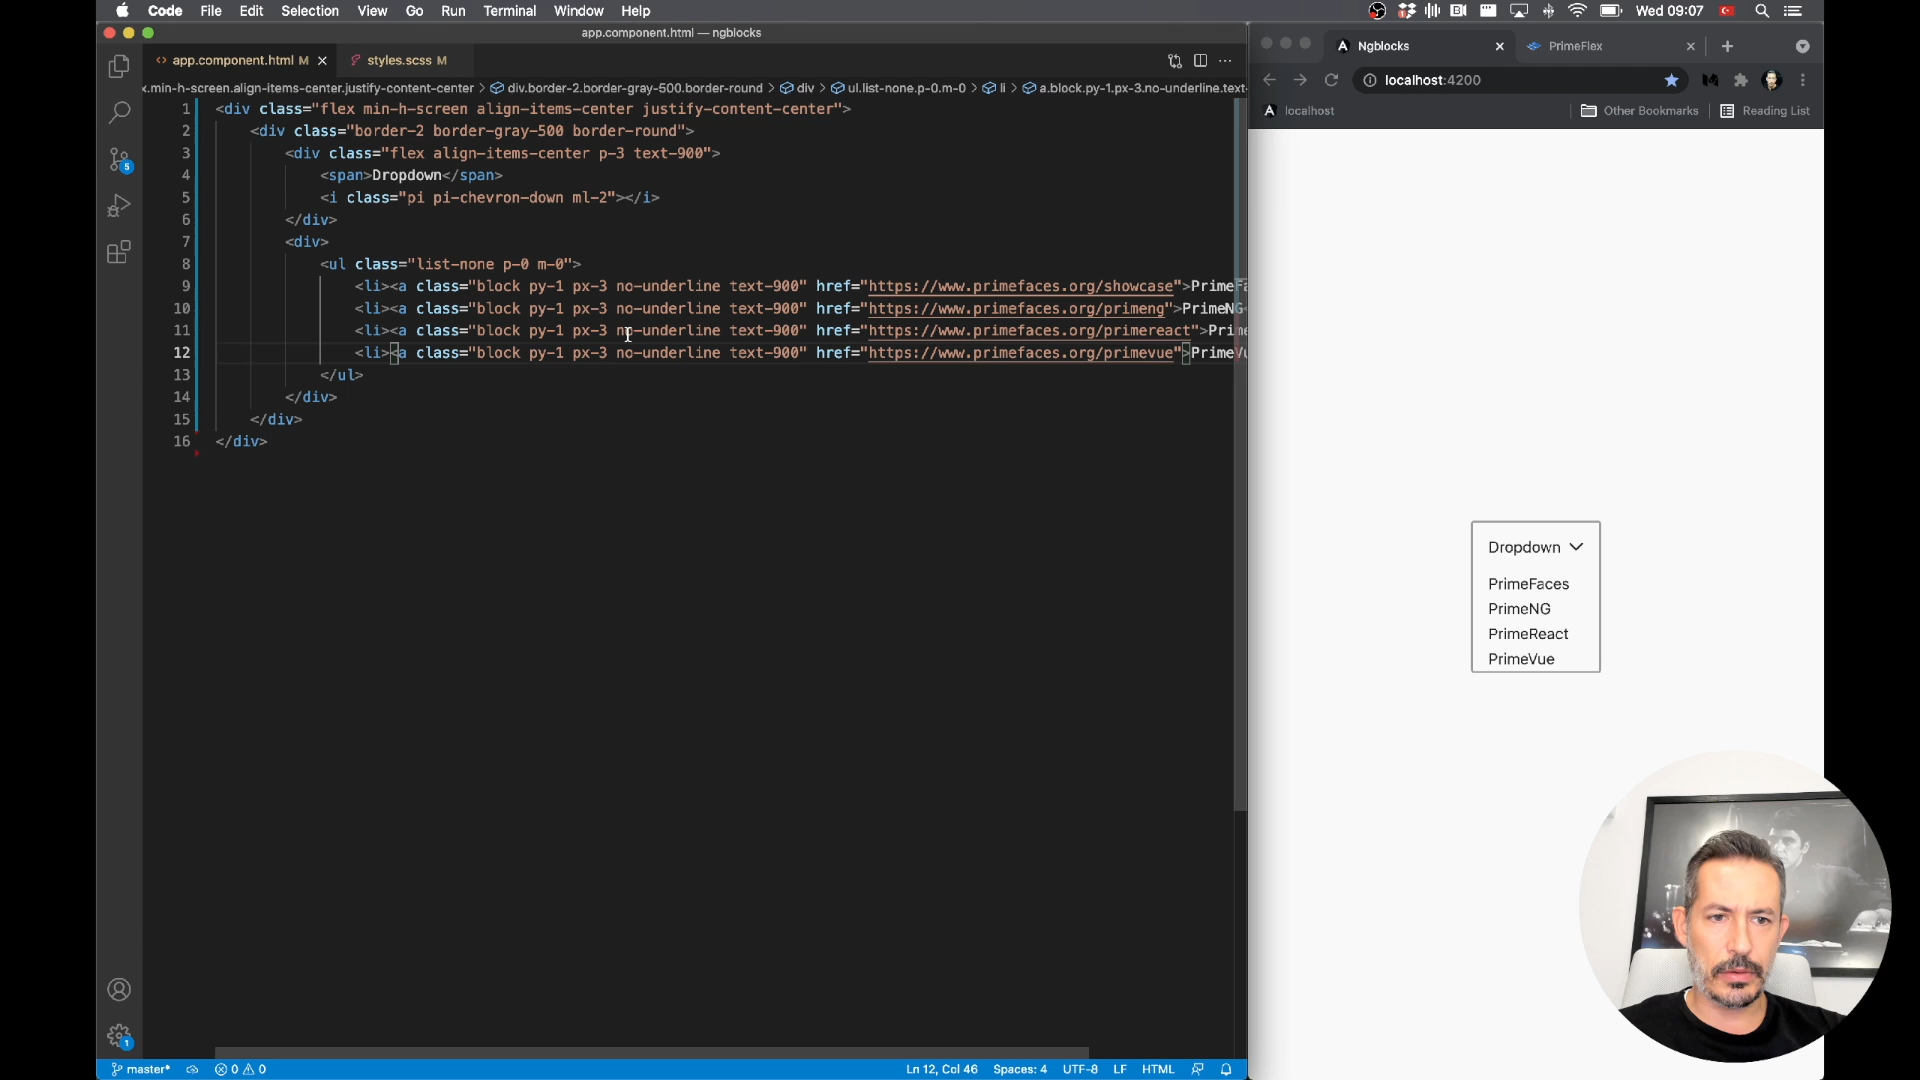 Code File Edit Selection View Go Run Terminal Window Help
Wed 09:07
app.component.html — ngblocks
app.component.html M
styles.scss M
x.min-h-screen.align-items-center.justify-content-center > div.border-2.border-gray-500.border-round > div > ul.list-none.p-0.m-0 > li > a.block.py-1.px-3.no-underline.text-
1 <div class="flex min-h-screen align-items-center justify-content-center">
2 <div class="border-2 border-gray-500 border-round">
3 <div class="flex align-items-center p-3 text-900">
4 <span>Dropdown</span>
5 <i class="pi pi-chevron-down ml-2"></i>
6 </div>
7 <div>
8 <ul class="list-none p-0 m-0">
9 <li><a class="block py-1 px-3 no-underline text-900" href="https://www.primefaces.org/showcase">PrimeFa
10 <li><a class="block py-1 px-3 no-underline text-900" href="https://www.primefaces.org/primeng">PrimeNG<
11 <li><a class="block py-1 px-3 no-underline text-900" href="https://www.primefaces.org/primereact">Prime
12 <li><a class="block py-1 px-3 no-underline text-900" href="https://www.primefaces.org/primevue">PrimeVu
13 </ul>
14 </div>
15 </div>
16 </div>
5
1
master* 0 0
Ln 12, Col 46 Spaces: 4 UTF-8 LF HTML
Ngblocks
PrimeFlex
localhost:4200
localhost
Other Bookmarks
Reading List
Dropdown
PrimeFaces
PrimeNG
PrimeReact
PrimeVue